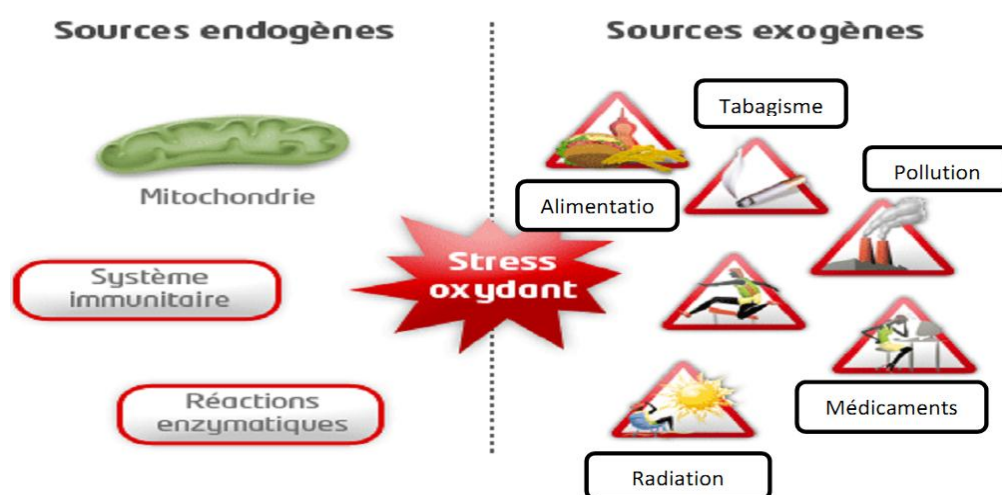 Sources endogènes
Mitochondrie
Système
immunitaire
Réactions
enzymatiques
Stress
oxydant
Sources exogènes
Tabagisme
Pollution
Alimentatio
Médicaments
Radiation